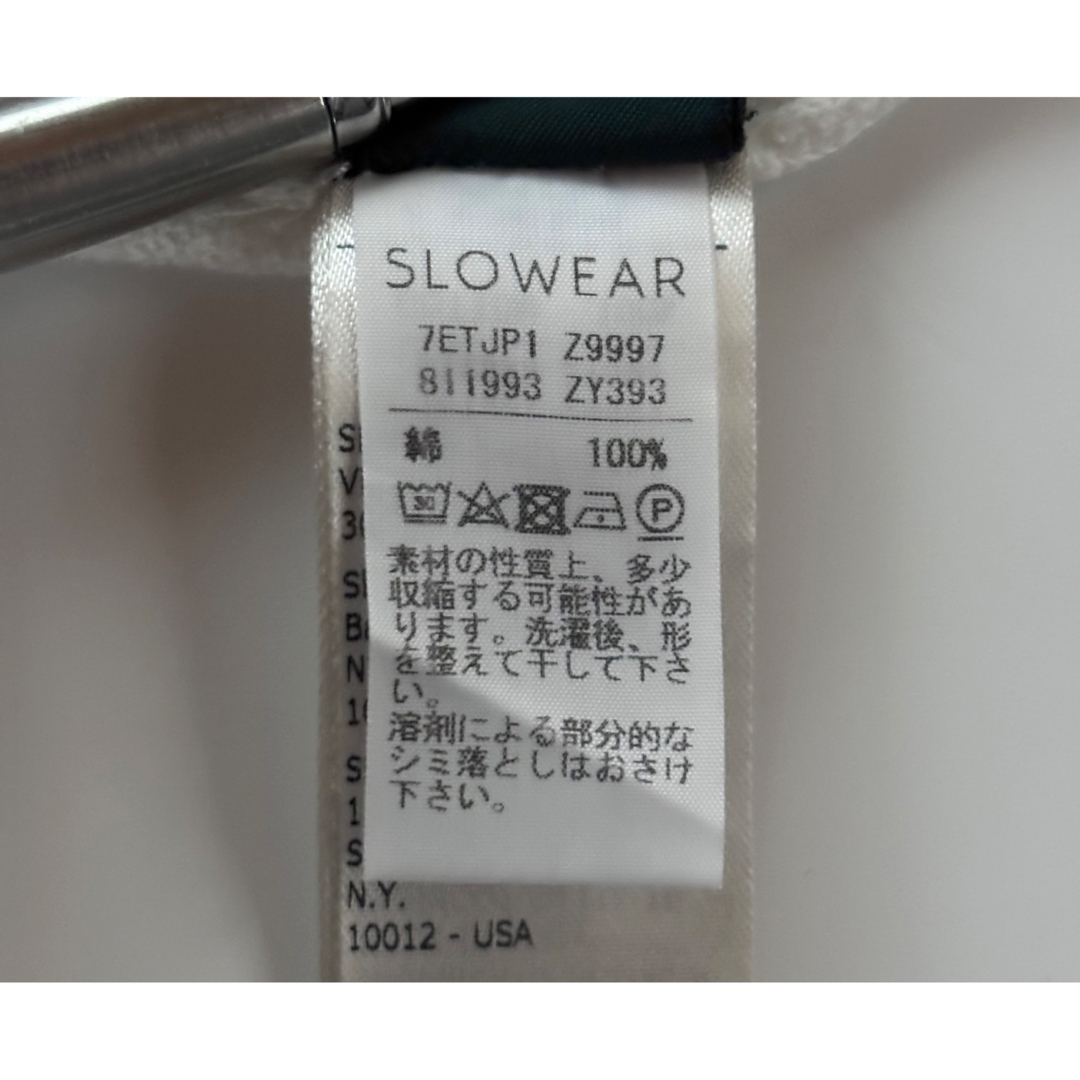 SLOWEAR
7ETJP1 Z9997
811993 ZY393
綿 100%
30
P
素材の性質上、多少
収縮する可能性があ
ります。洗濯後、形
を整えて干して下さ
い。
溶剤による部分的な
シミ落としはおさけ
下さい。
N.Y.
10012 - USA